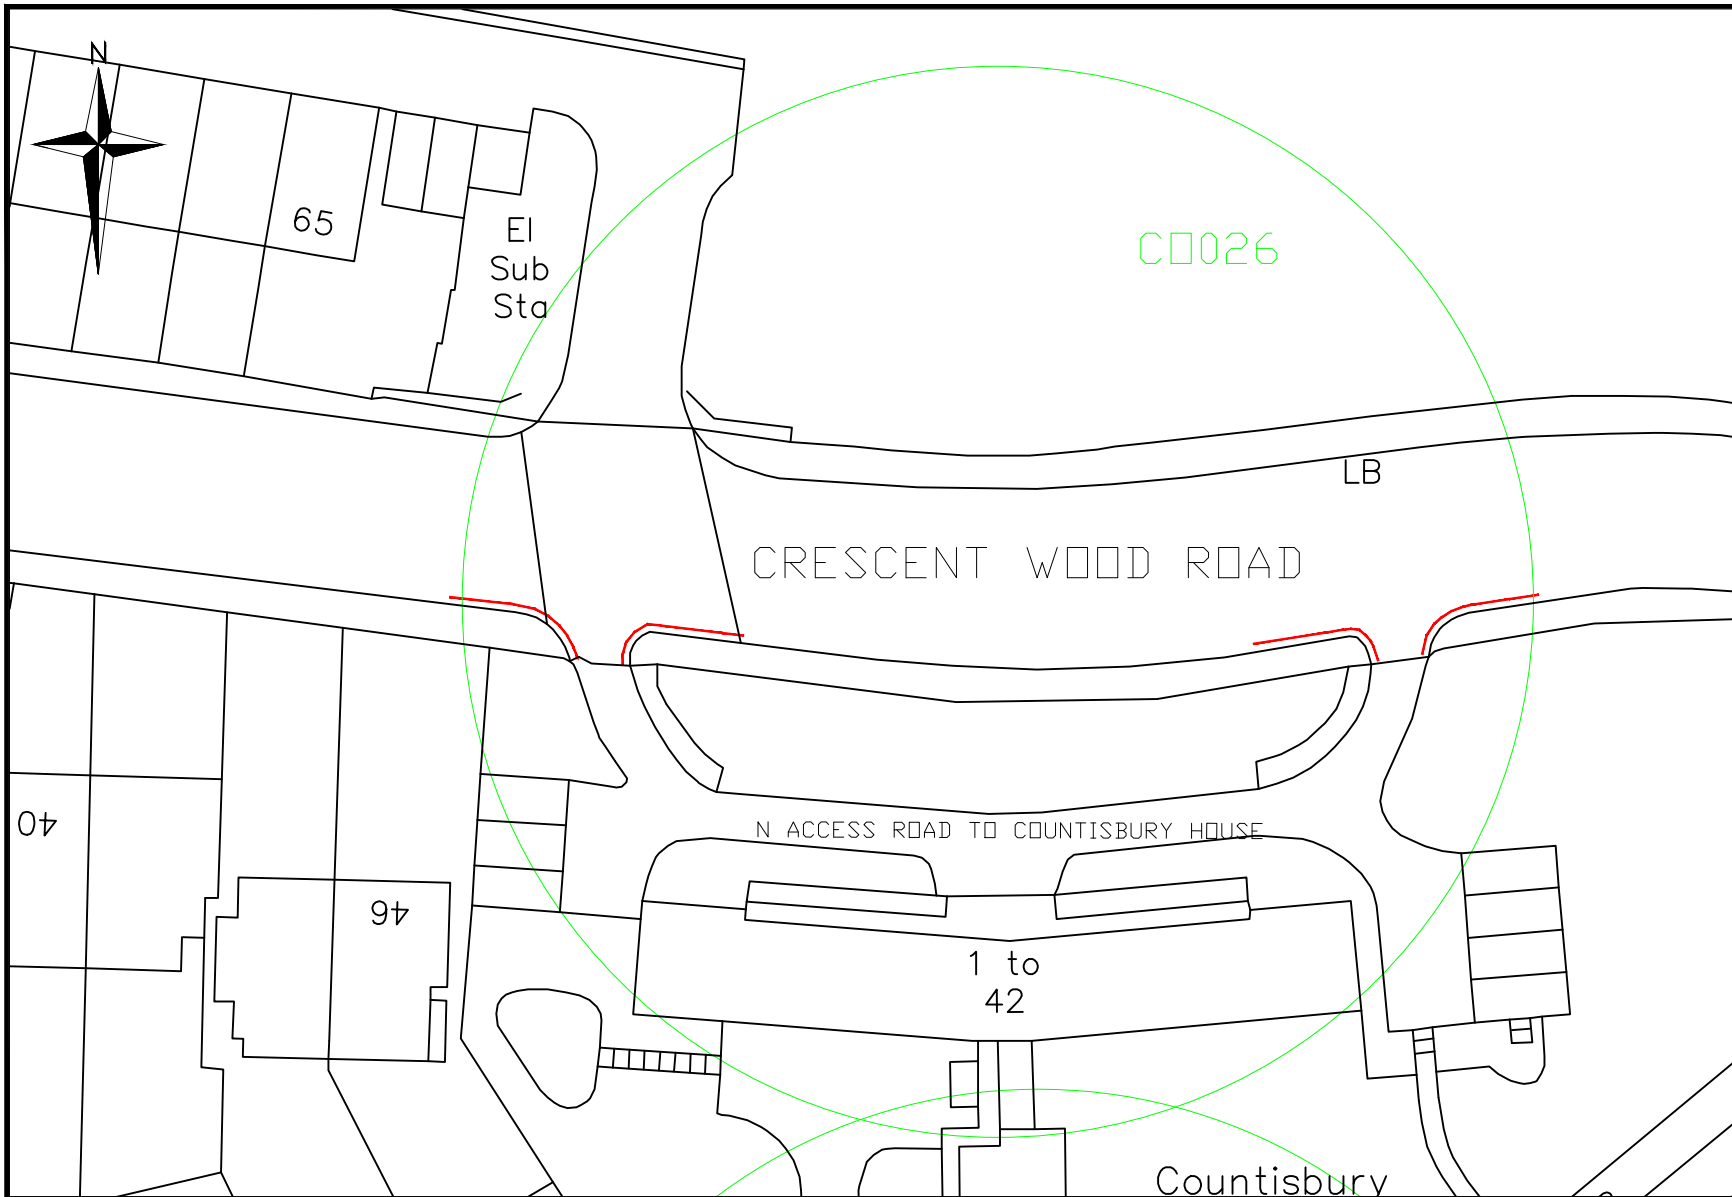 N
65
El
Sub
Sta
CO026
LB
CRESCENT WOOD ROAD
40
N ACCESS ROAD TO COUNTISBURY HOUSE
46
1 to
42
Countisbury